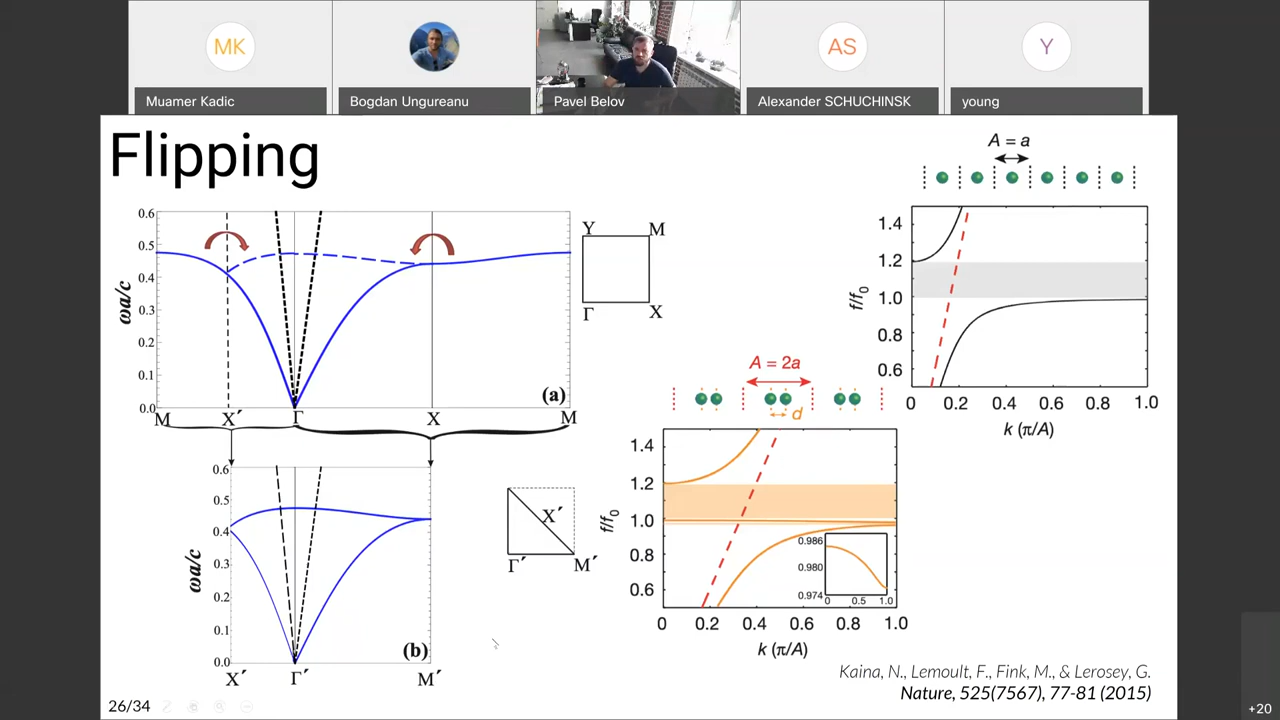 MK
AS
Y
Muamer Kadic
Bogdan Ungureanu
Pavel Belov
Alexander SCHUCHINSK
young
Flipping
A = a
0.6
0.5
0.4
0.3
0.2
0.1
0.0
ωa/c
(a)
M X´ Γ X M
Y M
Γ X
1.4
1.2
1.0
0.8
0.6
f/f0
0 0.2 0.4 0.6 0.8 1.0
k (π/A)
A = 2a
d
0.6
0.5
0.4
0.3
0.2
0.1
0.0
ωa/c
(b)
X´ Γ´ M´
X´
Γ´ M´
1.4
1.2
1.0
0.8
0.6
f/f0
0.986
0.980
0.974
0 0.5 1.0
0 0.2 0.4 0.6 0.8 1.0
k (π/A)
Kaina, N., Lemoult, F., Fink, M., & Lerosey, G.
Nature, 525(7567), 77-81 (2015)
26/34
+20